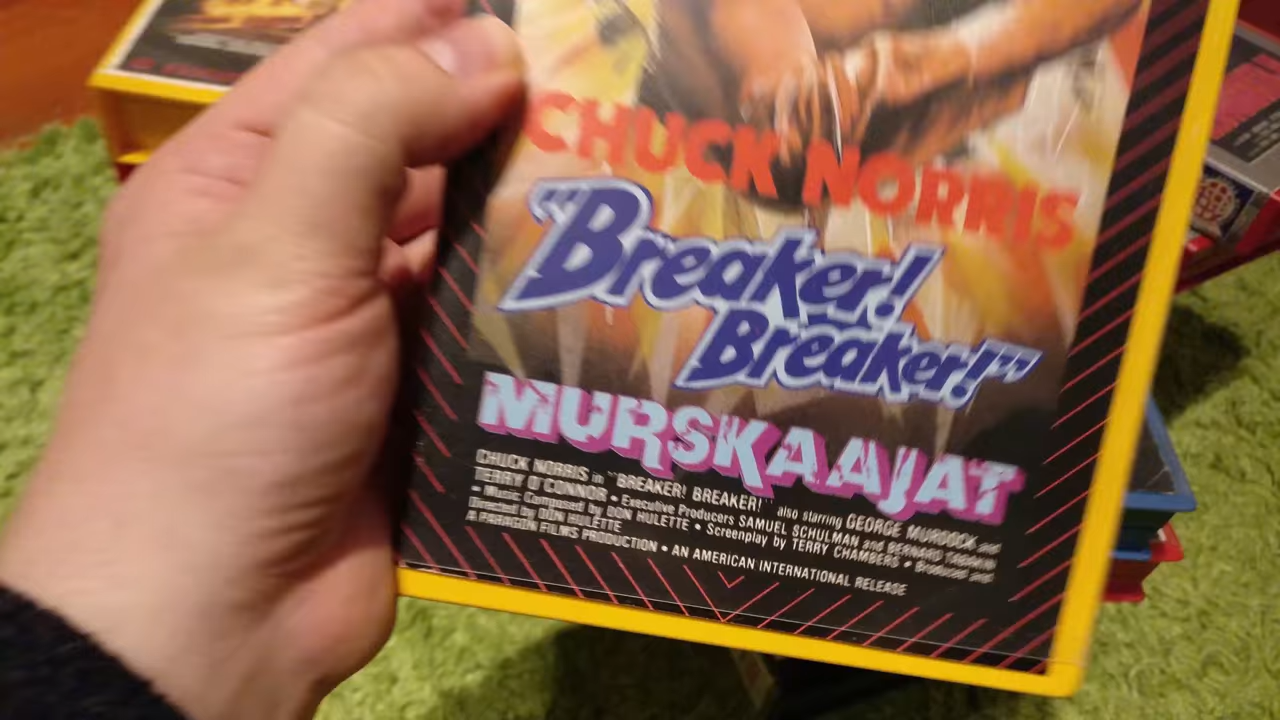 CHUCK NORRIS
"Breaker!
Breaker!"
MURSKAAJAT
CHUCK NORRIS in "BREAKER! BREAKER!" also starring GEORGE MURDOCK and
TERRY O'CONNOR • Executive Producers SAMUEL SCHULMAN and BERNARD
• Music Composed by DON HULETTE • Screenplay by TERRY CHAMBERS • Produced and
Directed by DON HULETTE
A PARAGON FILMS PRODUCTION • AN AMERICAN INTERNATIONAL RELEASE